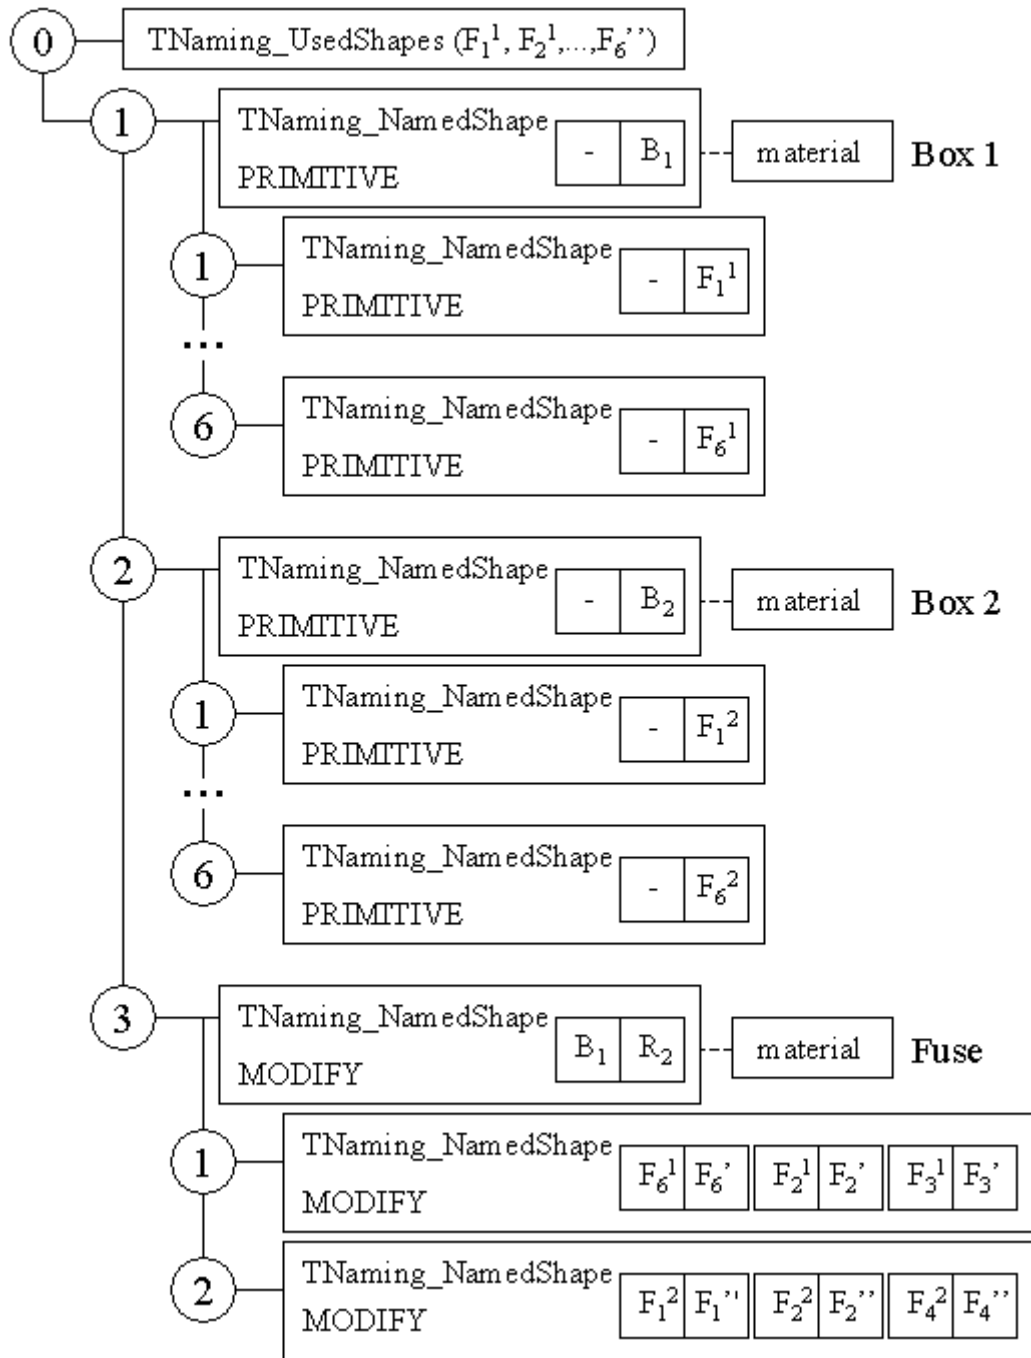 0 TNaming_UsedShapes (F₁¹, F₂¹,...,F₆’’)
1 TNaming_NamedShape
PRIMITIVE
- B₁ material Box 1
1 TNaming_NamedShape
PRIMITIVE
- F₁¹
...
6 TNaming_NamedShape
PRIMITIVE
- F₆¹
2 TNaming_NamedShape
PRIMITIVE
- B₂ material Box 2
1 TNaming_NamedShape
PRIMITIVE
- F₁²
...
6 TNaming_NamedShape
PRIMITIVE
- F₆²
3 TNaming_NamedShape
MODIFY
B₁ R₂ material Fuse
1 TNaming_NamedShape
MODIFY
F₆¹ F₆’ F₂¹ F₂’ F₃¹ F₃’
2 TNaming_NamedShape
MODIFY
F₁² F₁’’ F₂² F₂’’ F₄² F₄’’